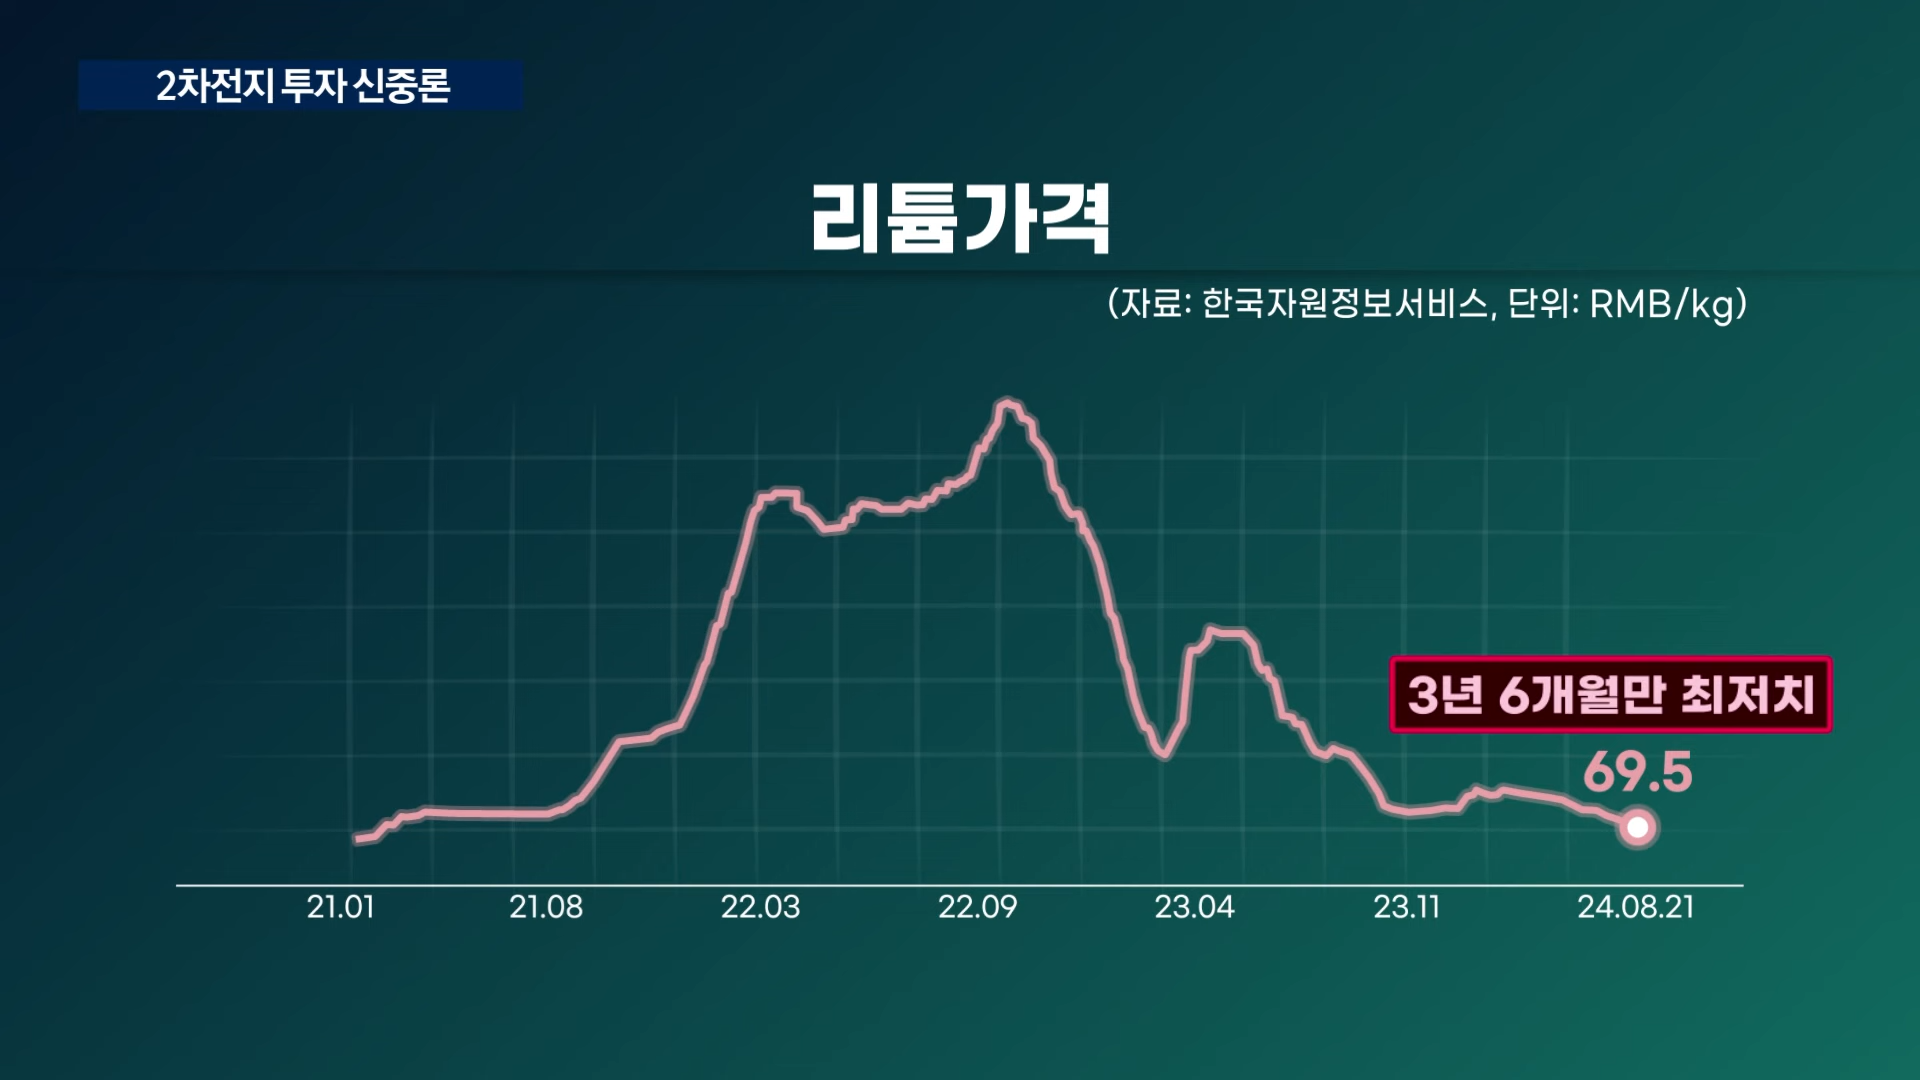 2차전지 투자 신중론
리튬가격
(자료: 한국자원정보서비스, 단위: RMB/kg)
3년 6개월만 최저치
69.5
21.01 21.08 22.03 22.09 23.04 23.11 24.08.21